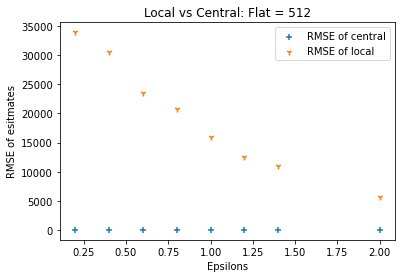 Local vs Central: Flat = 512
RMSE of central
RMSE of local
RMSE of esitmates
35000
30000
25000
20000
15000
10000
5000
0
0.25 0.50 0.75 1.00 1.25 1.50 1.75 2.00
Epsilons